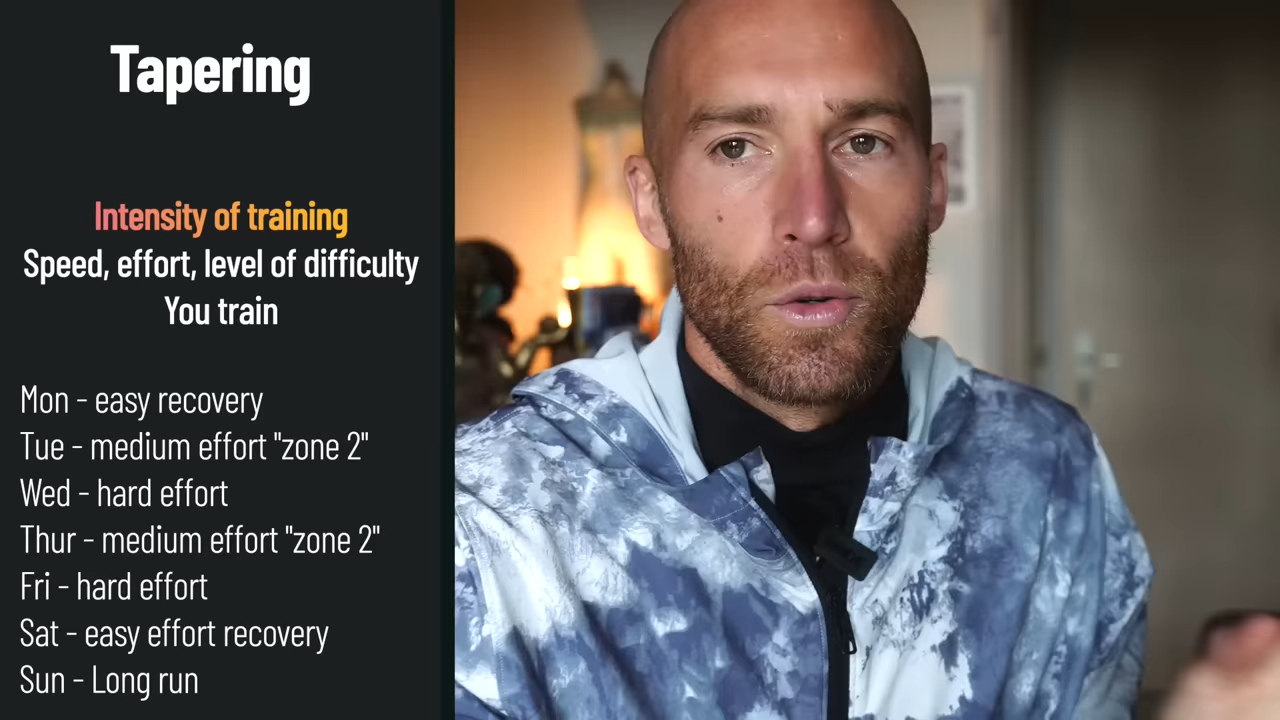 Tapering
Intensity of training
Speed, effort, level of difficulty
You train
Mon - easy recovery
Tue - medium effort "zone 2"
Wed - hard effort
Thur - medium effort "zone 2"
Fri - hard effort
Sat - easy effort recovery
Sun - Long run